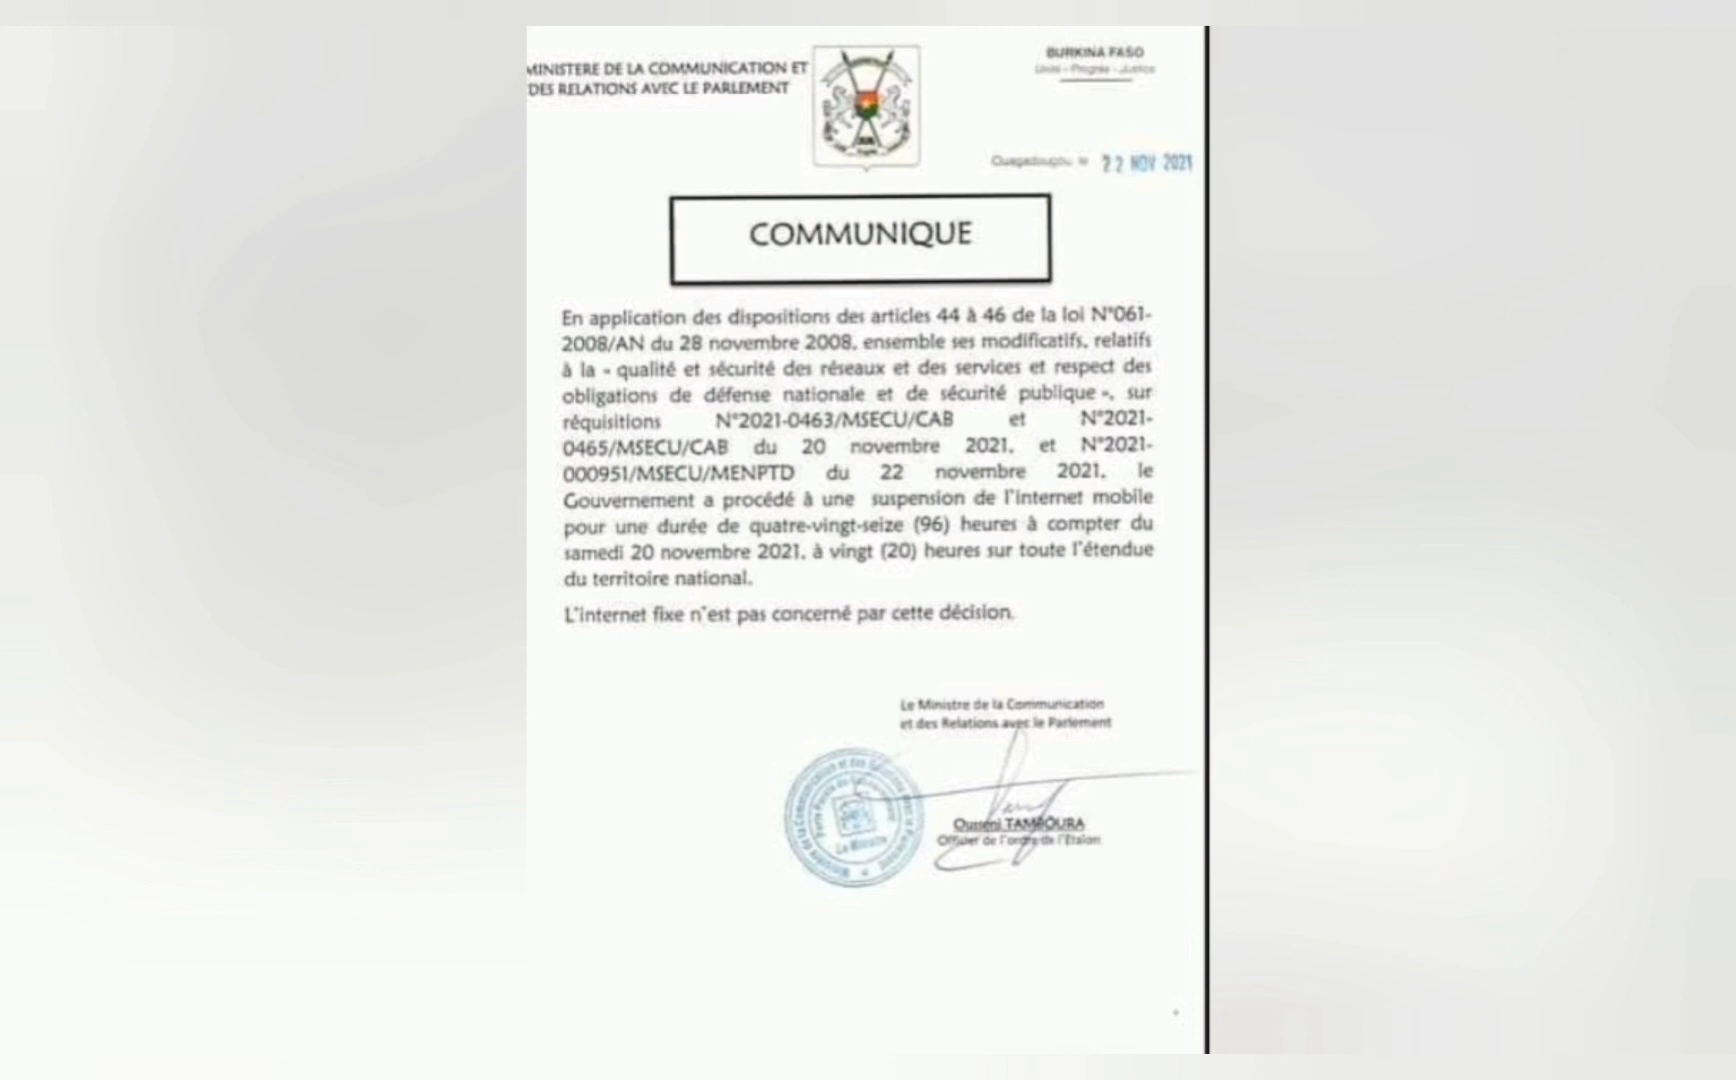 MINISTERE DE LA COMMUNICATION ET
DES RELATIONS AVEC LE PARLEMENT
BURKINA FASO
Unité - Progrès - Justice
Ouagadougou, le 22 NOV 2021
COMMUNIQUE
En application des dispositions des articles 44 à 46 de la loi N°061-
2008/AN du 28 novembre 2008, ensemble ses modificatifs, relatifs
à la « qualité et sécurité des réseaux et des services et respect des
obligations de défense nationale et de sécurité publique », sur
réquisitions N°2021-0463/MSECU/CAB et N°2021-
0465/MSECU/CAB du 20 novembre 2021, et N°2021-
000951/MSECU/MENPTD du 22 novembre 2021, le
Gouvernement a procédé à une suspension de l'internet mobile
pour une durée de quatre-vingt-seize (96) heures à compter du
samedi 20 novembre 2021, à vingt (20) heures sur toute l'étendue
du territoire national.
L'internet fixe n'est pas concerné par cette décision.
Le Ministre de la Communication
et des Relations avec le Parlement
Ousseni TAMBOURA
Officier de l'ordre de l'Etalon
Le Ministre